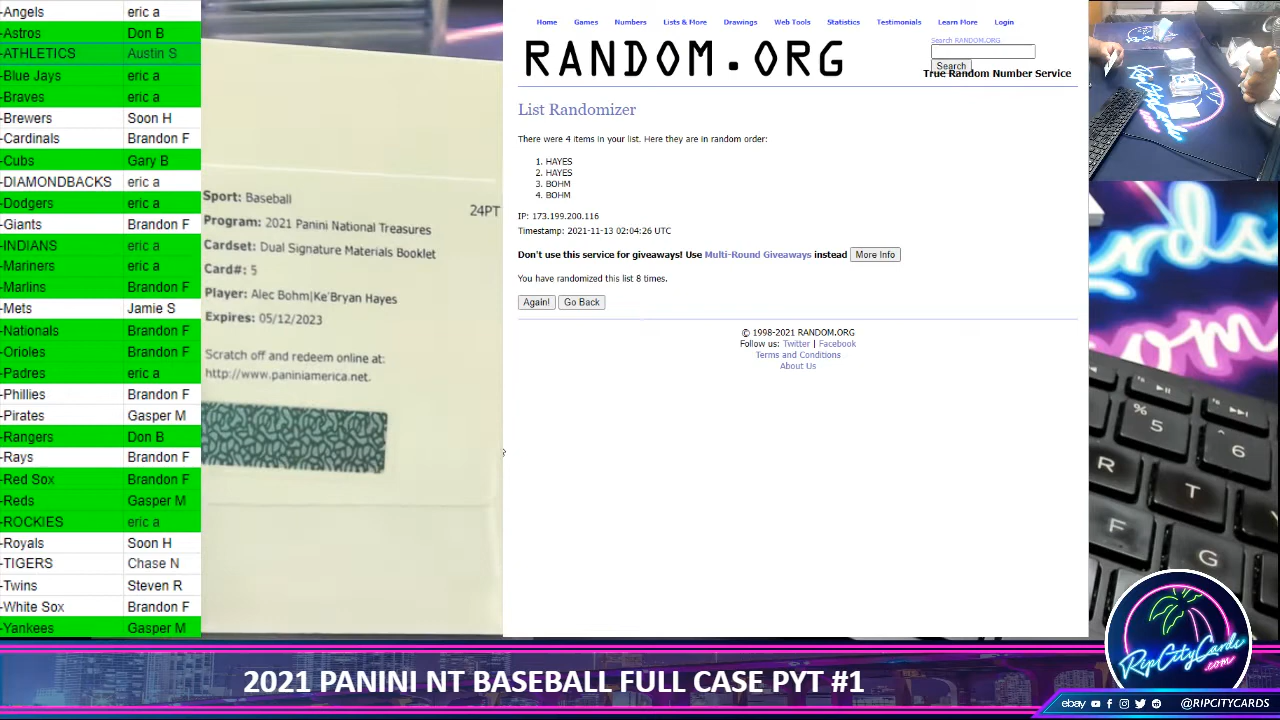 -Angels eric a
-Astros Don B
-ATHLETICS Austin S
-Blue Jays eric a
-Braves eric a
-Brewers Soon H
-Cardinals Brandon F
-Cubs Gary B
-DIAMONDBACKS eric a
-Dodgers eric a
-Giants Brandon F
-INDIANS eric a
-Mariners eric a
-Marlins Brandon F
-Mets Jamie S
-Nationals Brandon F
-Orioles Brandon F
-Padres eric a
-Phillies Brandon F
-Pirates Gasper M
-Rangers Don B
-Rays Brandon F
-Red Sox Brandon F
-Reds Gasper M
-ROCKIES eric a
-Royals Soon H
-TIGERS Chase N
-Twins Steven R
-White Sox Brandon F
-Yankees Gasper M
Sport: Baseball
24PT
Program: 2021 Panini National Treasures
Cardset: Dual Signature Materials Booklet
Card#: 5
Player: Alec Bohm|Ke'Bryan Hayes
Expires: 05/12/2023
Scratch off and redeem online at:
http://www.paniniamerica.net.
Home Games Numbers Lists & More Drawings Web Tools Statistics Testimonials Learn More Login
RANDOM.ORG
Search RANDOM.ORG
Search
True Random Number Service
List Randomizer
There were 4 items in your list. Here they are in random order:
1. HAYES
2. HAYES
3. BOHM
4. BOHM
IP: 173.199.200.116
Timestamp: 2021-11-13 02:04:26 UTC
Don't use this service for giveaways! Use Multi-Round Giveaways instead More Info
You have randomized this list 8 times.
Again! Go Back
© 1998-2021 RANDOM.ORG
Follow us: Twitter | Facebook
Terms and Conditions
About Us
ards
om
%
5
6
R
T
F
G
RipCityCards
.com
2021 PANINI NT BASEBALL FULL CASE PYT #1
ebay @RIPCITYCARDS